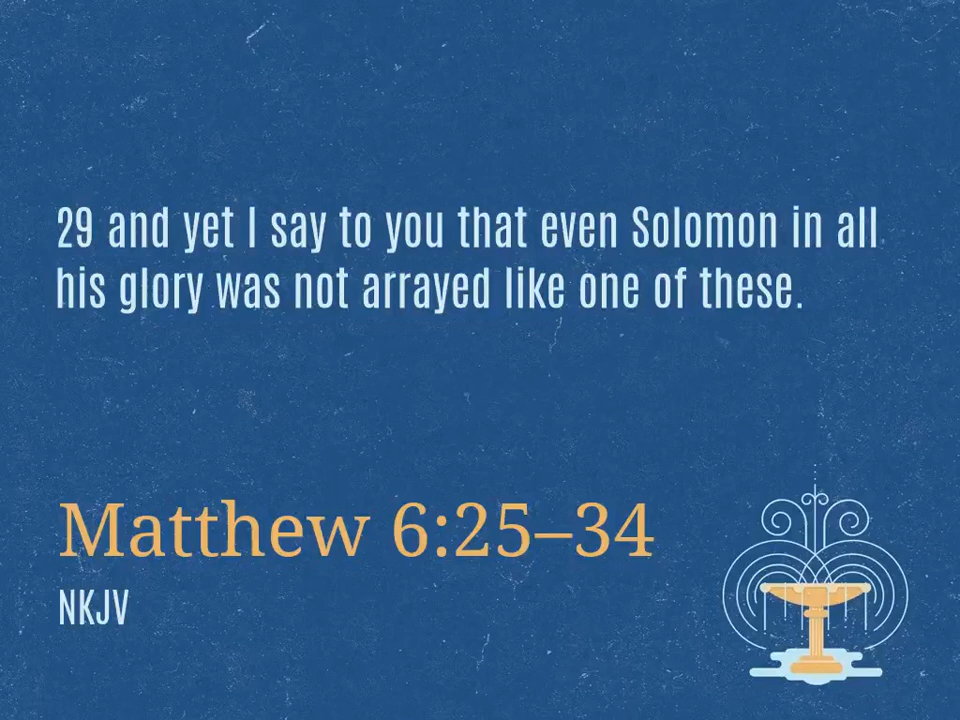 29 and yet I say to you that even Solomon in all
his glory was not arrayed like one of these.
Matthew 6:25–34
NKJV